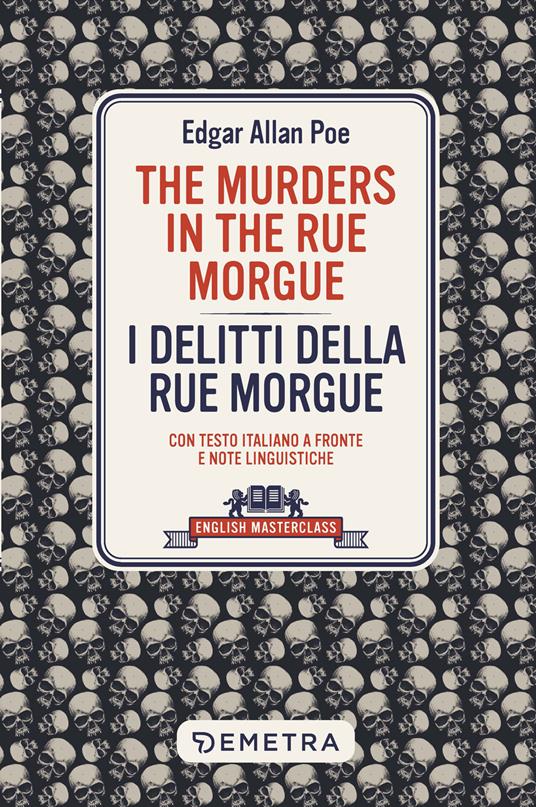 Edgar Allan Poe
THE MURDERS
IN THE RUE
MORGUE
I DELITTI DELLA
RUE MORGUE
CON TESTO ITALIANO A FRONTE
E NOTE LINGUISTICHE
ENGLISH MASTERCLASS
DEMETRA